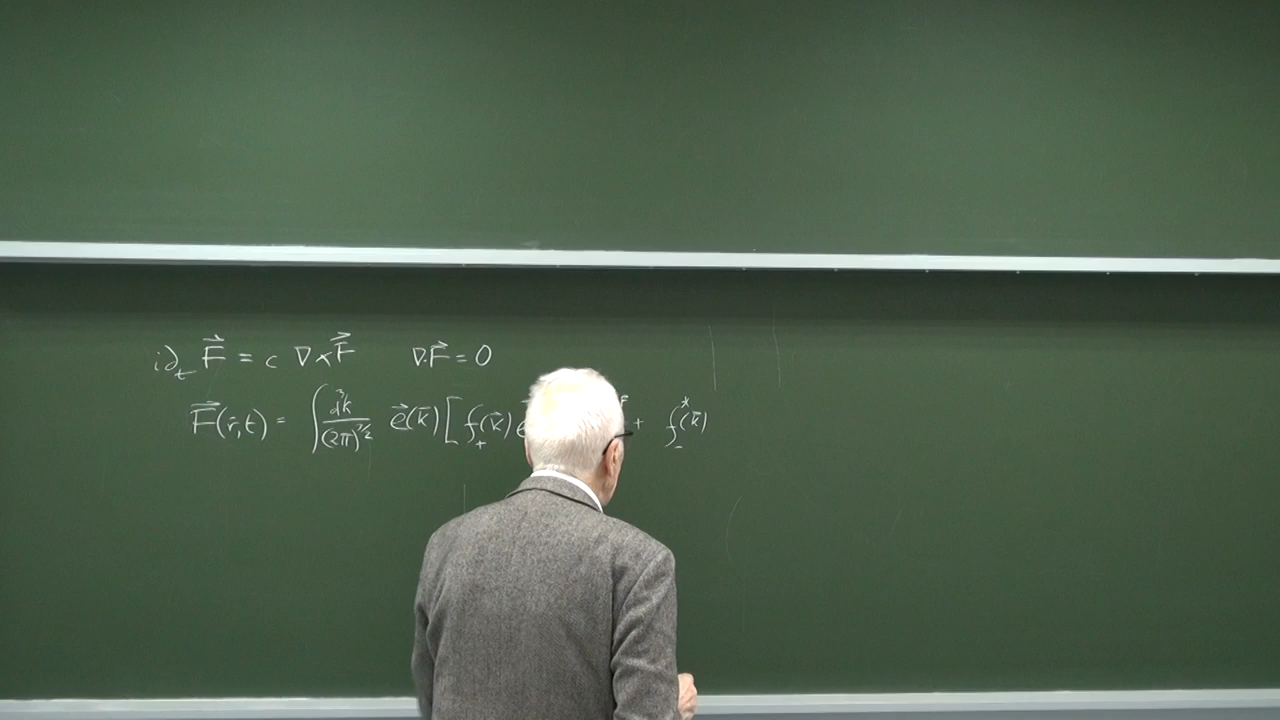 i∂_t F⃗ = c ∇×F⃗ ∇·F⃗ = 0
F⃗(r⃗,t) = ∫ d³k/(2π)^{3/2} e⃗(k⃗) [ f₊(k⃗) e + f₋*(k⃗)